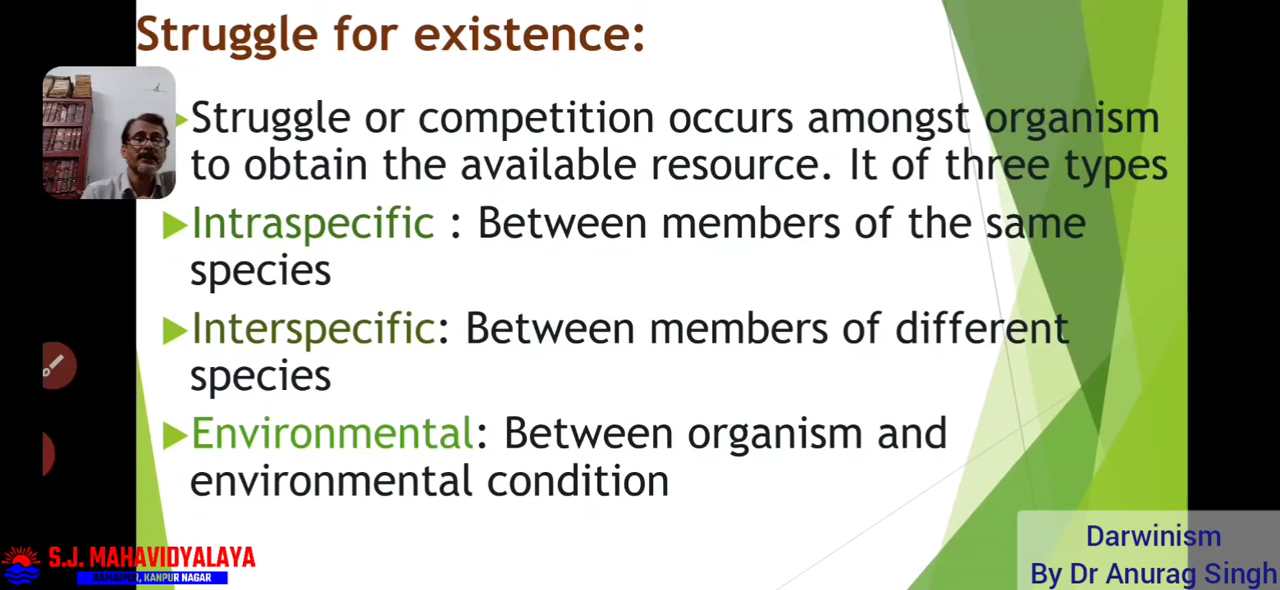 Struggle for existence:
Struggle or competition occurs amongst organism
to obtain the available resource. It of three types
Intraspecific : Between members of the same
species
Interspecific: Between members of different
species
Environmental: Between organism and
environmental condition
S.J. MAHAVIDYALAYA
RAMAIPUR, KANPUR NAGAR
Darwinism
By Dr Anurag Singh